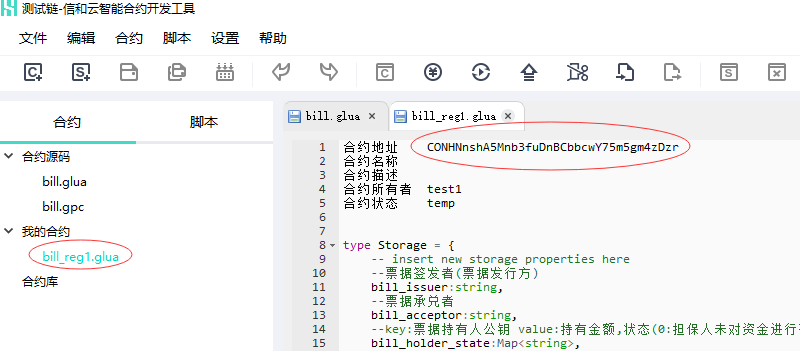 测试链-信和云智能合约开发工具
文件 编辑 合约 脚本 设置 帮助
合约 脚本
合约源码
bill.glua
bill.gpc
我的合约
bill_reg1.glua
合约库
bill.glua × bill_reg1.glua ×
1 合约地址 CONHNnshA5Mnb3fuDnBCbbcwY75m5gm4zDzr
2 合约名称
3 合约描述
4 合约所有者 test1
5 合约状态 temp
6
7
8 type Storage = {
9 -- insert new storage properties here
10 --票据签发者(票据发行方)
11 bill_issuer:string,
12 --票据承兑者
13 bill_acceptor:string,
14 --key:票据持有人公钥 value:持有金额,状态(0:担保人未对资金进行
15 bill_holder_state:Map<string>,